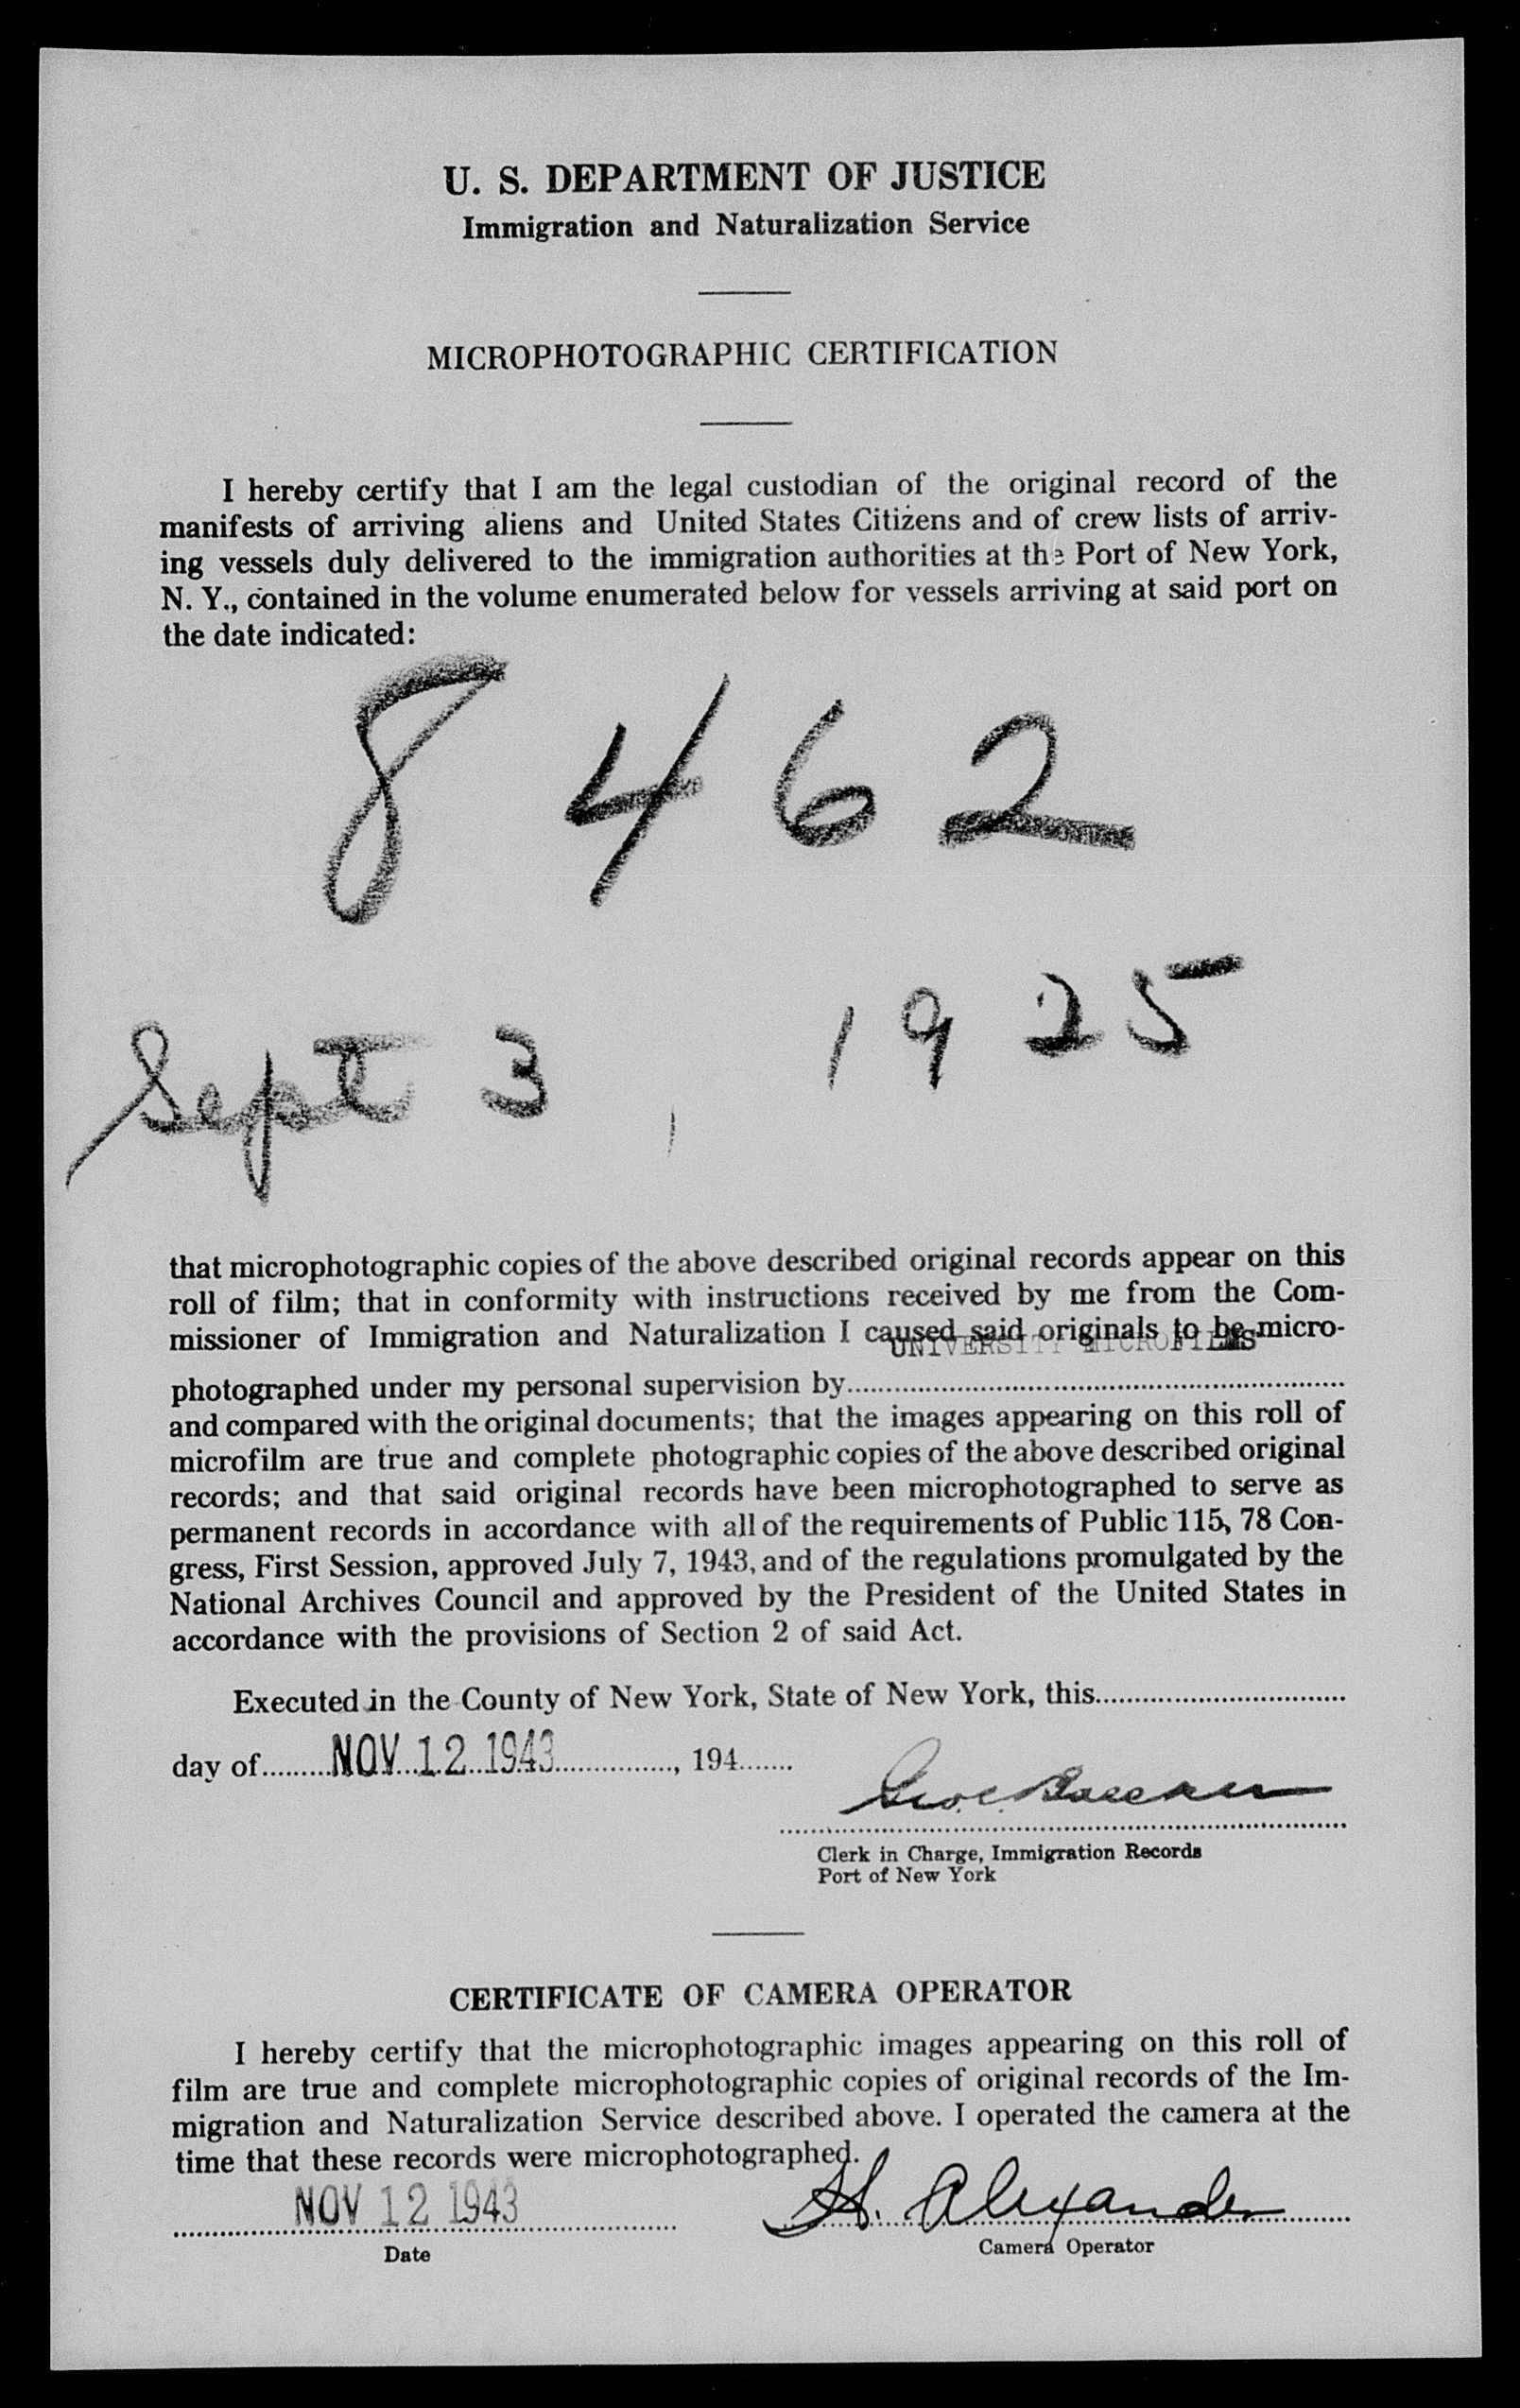 U. S. DEPARTMENT OF JUSTICE
Immigration and Naturalization Service
MICROPHOTOGRAPHIC CERTIFICATION
I hereby certify that I am the legal custodian of the original record of the
manifests of arriving aliens and United States Citizens and of crew lists of arriv-
ing vessels duly delivered to the immigration authorities at the Port of New York,
N. Y., contained in the volume enumerated below for vessels arriving at said port on
the date indicated:
8462
Sept 3, 1925
that microphotographic copies of the above described original records appear on this
roll of film; that in conformity with instructions received by me from the Com-
missioner of Immigration and Naturalization I caused said originals to be micro-
UNIVERSITY MICROFILMS
photographed under my personal supervision by
and compared with the original documents; that the images appearing on this roll of
microfilm are true and complete photographic copies of the above described original
records; and that said original records have been microphotographed to serve as
permanent records in accordance with all of the requirements of Public 115, 78 Con-
gress, First Session, approved July 7, 1943, and of the regulations promulgated by the
National Archives Council and approved by the President of the United States in
accordance with the provisions of Section 2 of said Act.
Executed in the County of New York, State of New York, this
day of NOV 12 1943, 194
Clerk in Charge, Immigration Records
Port of New York
CERTIFICATE OF CAMERA OPERATOR
I hereby certify that the microphotographic images appearing on this roll of
film are true and complete microphotographic copies of original records of the Im-
migration and Naturalization Service described above. I operated the camera at the
time that these records were microphotographed.
NOV 12 1943 H. Alexander
Date Camera Operator